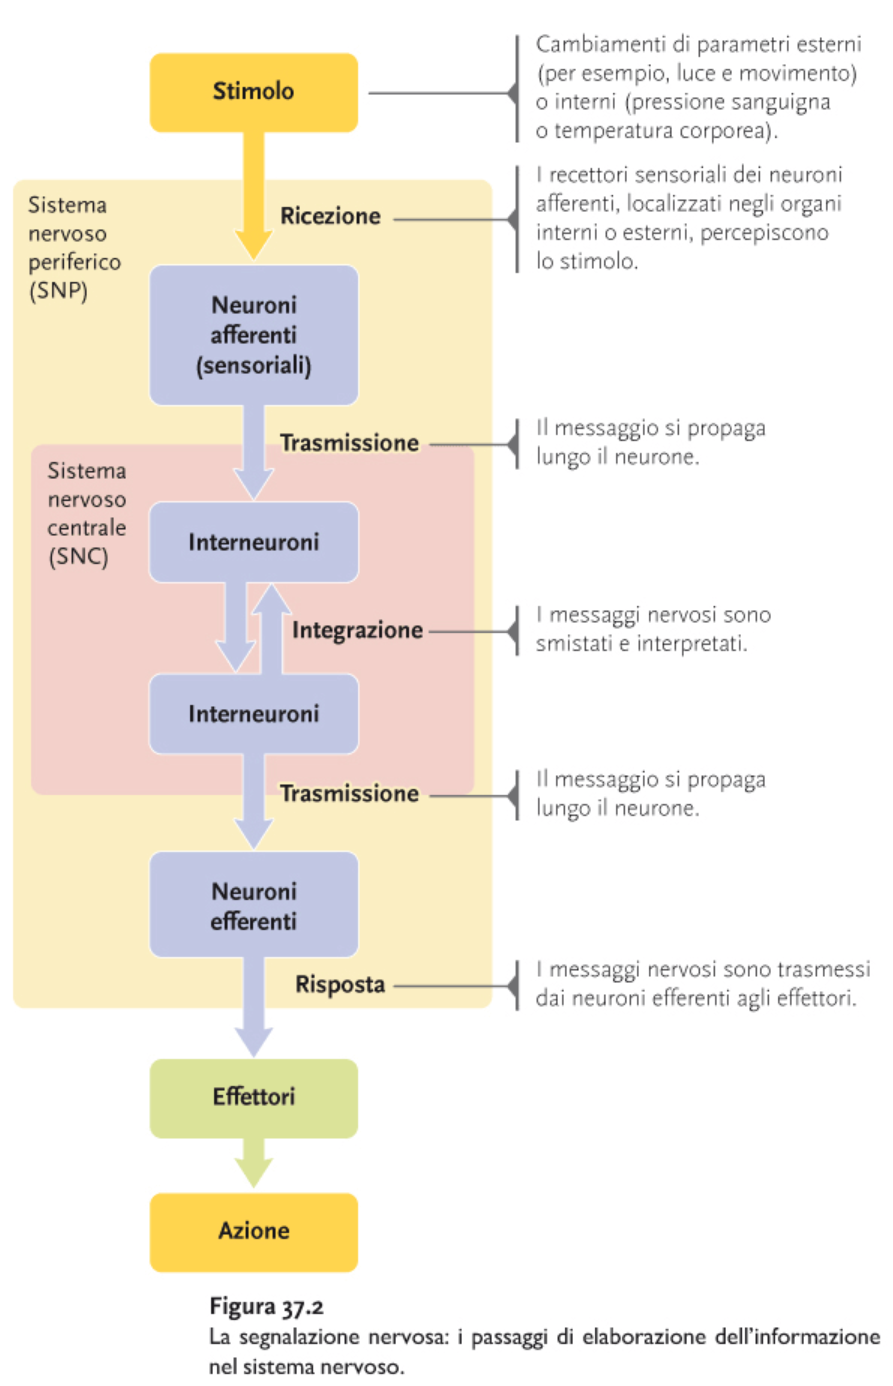 Stimolo
Cambiamenti di parametri esterni
(per esempio, luce e movimento)
o interni (pressione sanguigna
o temperatura corporea).
Sistema
nervoso
periferico
(SNP)
Ricezione
I recettori sensoriali dei neuroni
afferenti, localizzati negli organi
interni o esterni, percepiscono
lo stimolo.
Neuroni
afferenti
(sensoriali)
Trasmissione
Il messaggio si propaga
lungo il neurone.
Sistema
nervoso
centrale
(SNC)
Interneuroni
Integrazione
I messaggi nervosi sono
smistati e interpretati.
Interneuroni
Trasmissione
Il messaggio si propaga
lungo il neurone.
Neuroni
efferenti
Risposta
I messaggi nervosi sono trasmessi
dai neuroni efferenti agli effettori.
Effettori
Azione
Figura 37.2
La segnalazione nervosa: i passaggi di elaborazione dell'informazione
nel sistema nervoso.